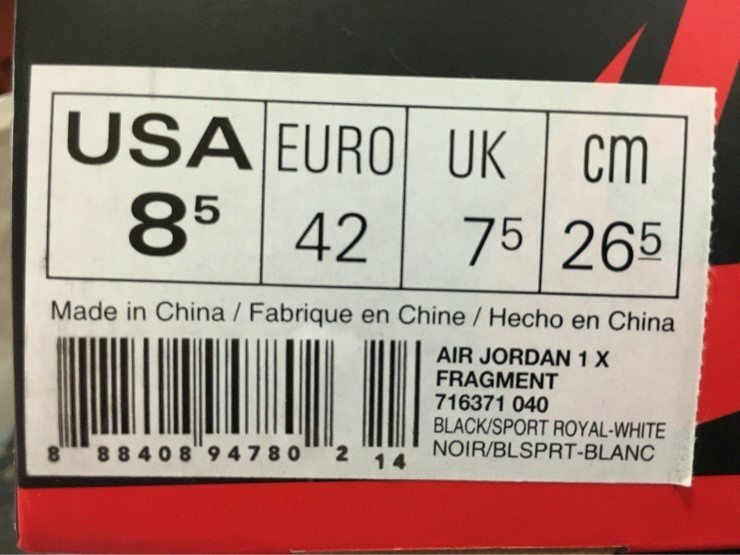 USA EURO UK cm
8⁵ 42 7⁵ 26⁵
Made in China / Fabrique en Chine / Hecho en China
AIR JORDAN 1 X
FRAGMENT
716371 040
BLACK/SPORT ROYAL-WHITE
NOIR/BLSPRT-BLANC
8 88408 94780 2 14